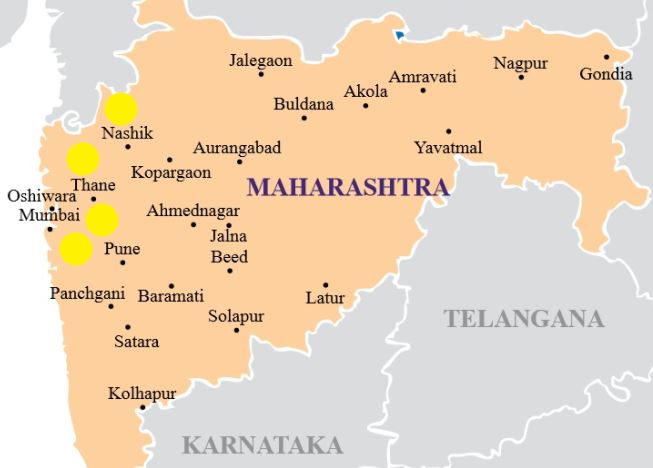 Jalegaon
Nagpur
Gondia
Amravati
Akola
Buldana
Nashik
Aurangabad
Yavatmal
Kopargaon
Thane
MAHARASHTRA
Oshiwara
Mumbai
Ahmednagar
Jalna
Pune
Beed
Panchgani
Baramati
Latur
Solapur
TELANGANA
Satara
Kolhapur
KARNATAKA